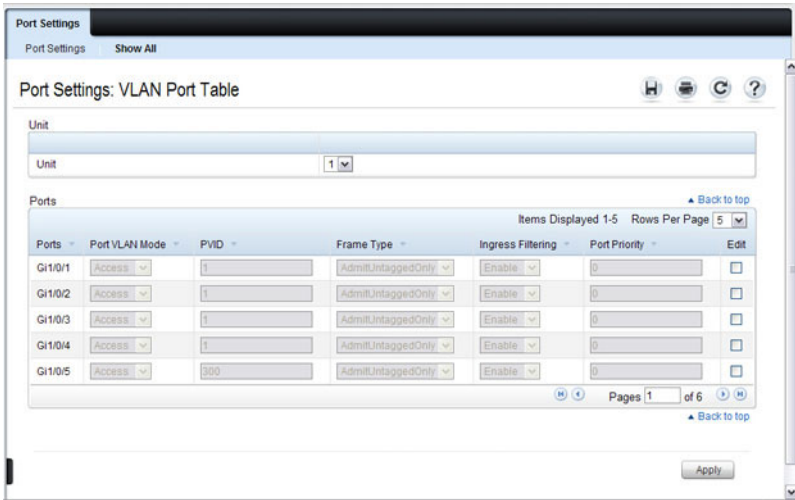 Port Settings
Port Settings Show All
Port Settings: VLAN Port Table
Unit
Unit 1
Ports Back to top
Items Displayed 1-5 Rows Per Page 5
Ports Port VLAN Mode PVID Frame Type Ingress Filtering Port Priority Edit
Gi1/0/1 Access 1 AdmitUntaggedOnly Enable 0
Gi1/0/2 Access 1 AdmitUntaggedOnly Enable 0
Gi1/0/3 Access 1 AdmitUntaggedOnly Enable 0
Gi1/0/4 Access 1 AdmitUntaggedOnly Enable 0
Gi1/0/5 Access 300 AdmitUntaggedOnly Enable 0
Pages 1 of 6
Back to top
Apply